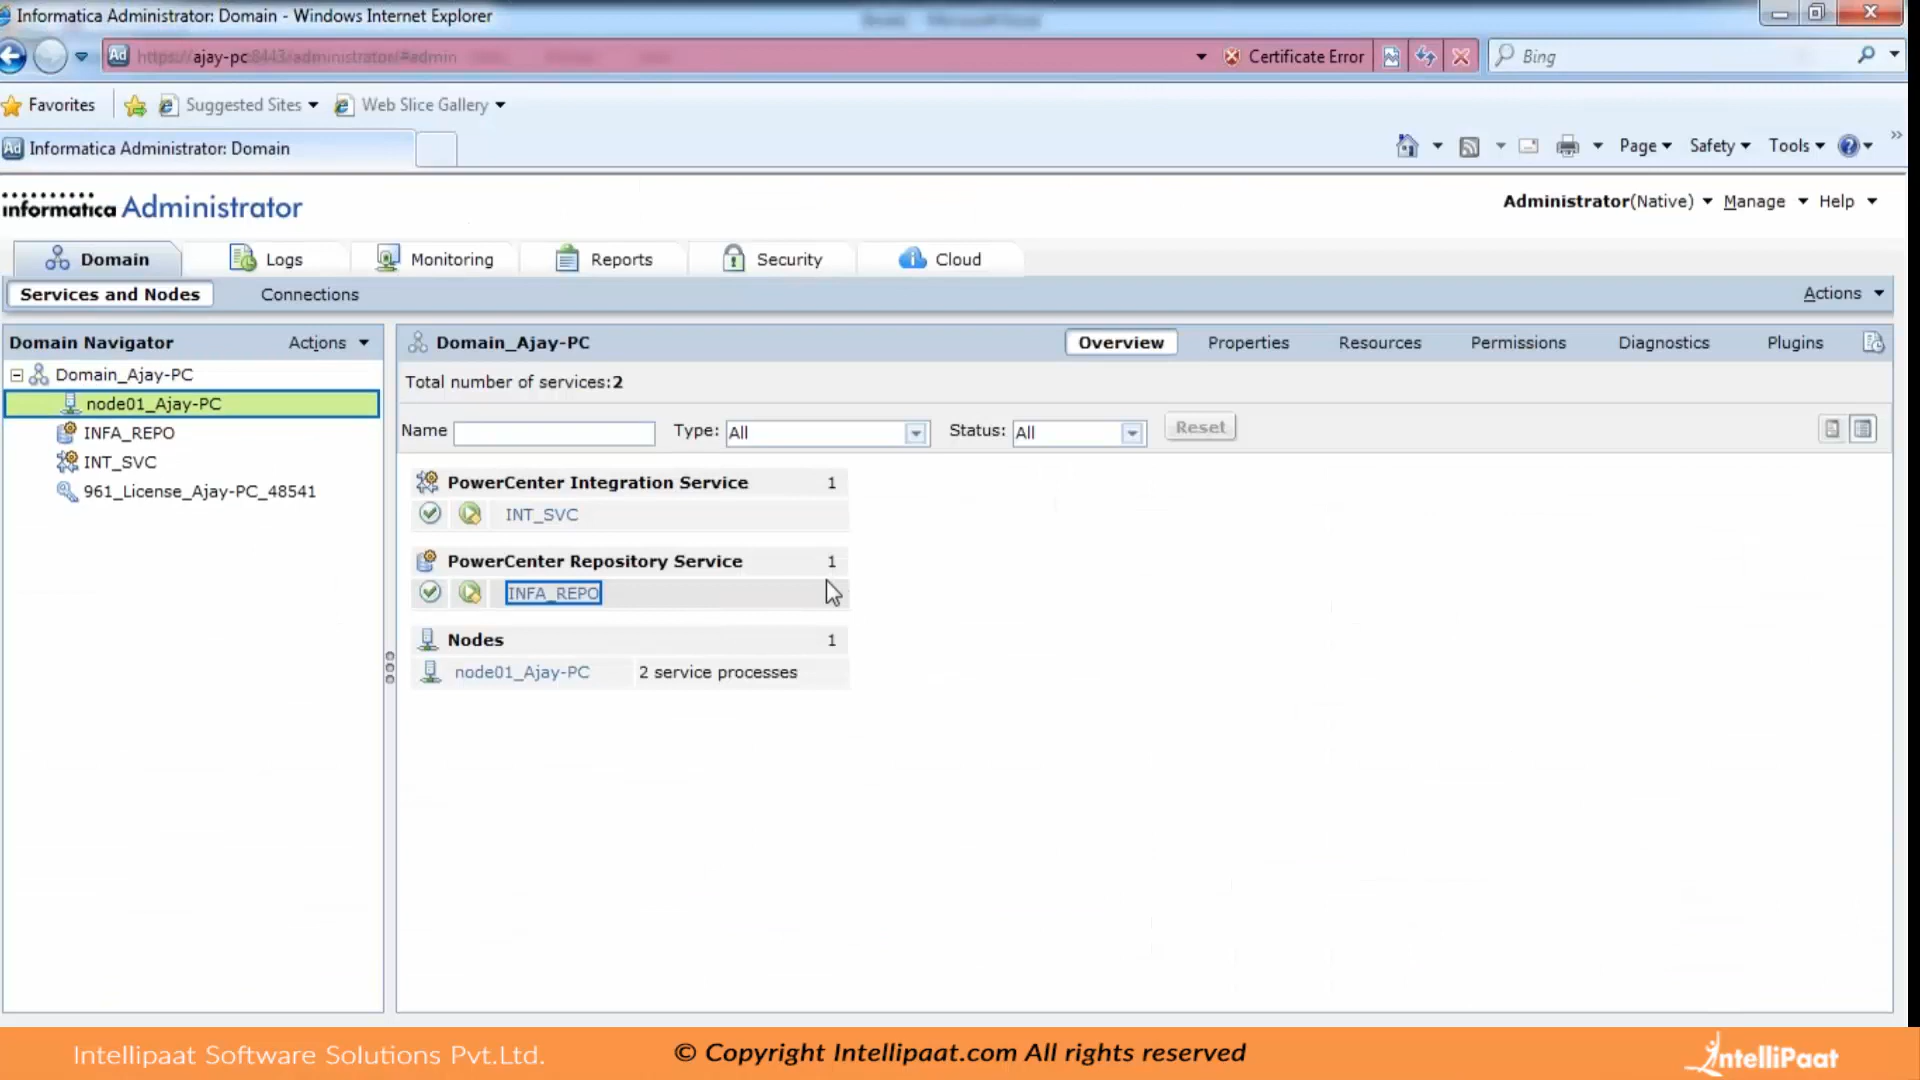 Informatica Administrator: Domain - Windows Internet Explorer
https://ajay-pc:8443/administrator/#admin
Certificate Error
Bing
Favorites
Suggested Sites
Web Slice Gallery
Informatica Administrator: Domain
Page
Safety
Tools
»
informatica Administrator
Administrator(Native)
Manage
Help
Domain
Logs
Monitoring
Reports
Security
Cloud
Services and Nodes
Connections
Actions
Domain Navigator
Actions
Domain_Ajay-PC
node01_Ajay-PC
INFA_REPO
INT_SVC
961_License_Ajay-PC_48541
Domain_Ajay-PC
Overview
Properties
Resources
Permissions
Diagnostics
Plugins
Total number of services:2
Name
Type: All
Status: All
Reset
PowerCenter Integration Service 1
INT_SVC
PowerCenter Repository Service 1
INFA_REPO
Nodes 1
node01_Ajay-PC 2 service processes
Intellipaat Software Solutions Pvt.Ltd.
© Copyright Intellipaat.com All rights reserved
IntelliPaat